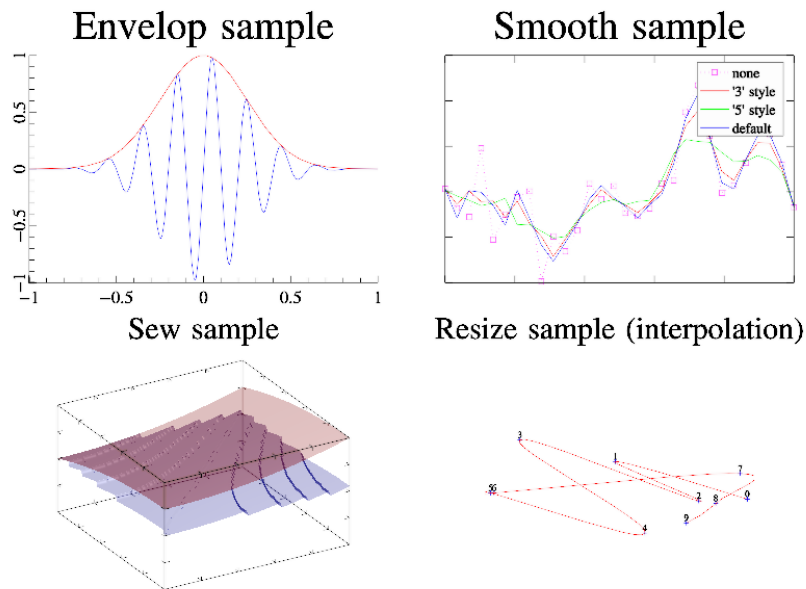 Envelop sample
Smooth sample
1
0.5
0
−0.5
−1
−1
−0.5
0
0.5
1
none
'3' style
'5' style
default
Sew sample
Resize sample (interpolation)
3
1
7
56
2
8
0
9
4